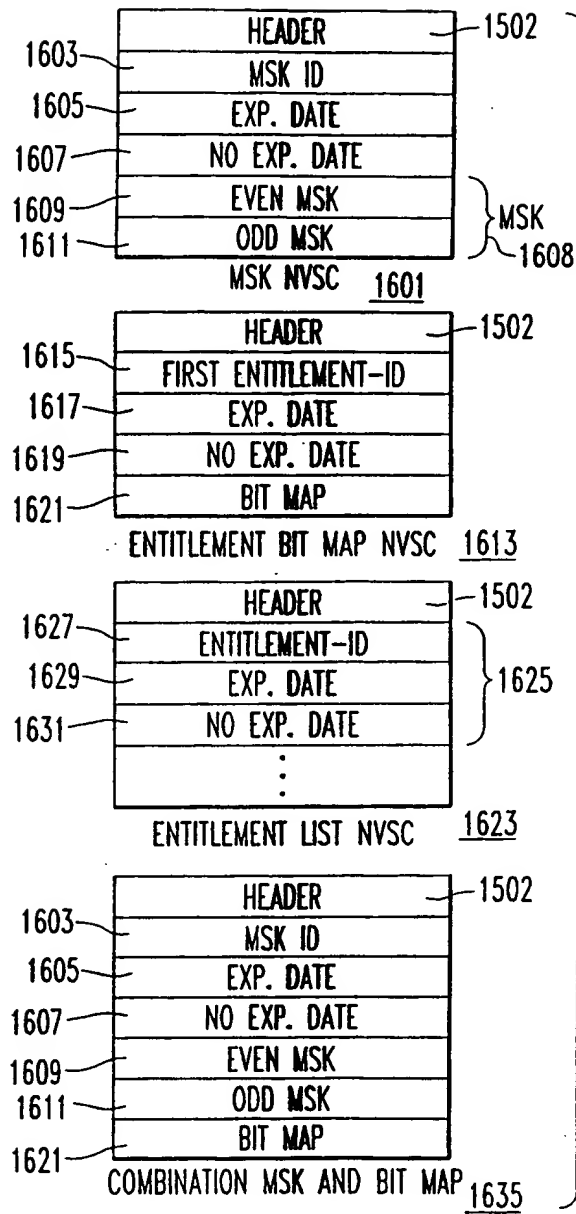 HEADER 1502
1603 MSK ID
1605 EXP. DATE
1607 NO EXP. DATE
1609 EVEN MSK
1611 ODD MSK
MSK
1608
MSK NVSC 1601
HEADER 1502
1615 FIRST ENTITLEMENT-ID
1617 EXP. DATE
1619 NO EXP. DATE
1621 BIT MAP
ENTITLEMENT BIT MAP NVSC 1613
HEADER 1502
1627 ENTITLEMENT-ID
1629 EXP. DATE
1625
1631 NO EXP. DATE
ENTITLEMENT LIST NVSC 1623
HEADER 1502
1603 MSK ID
1605 EXP. DATE
1607 NO EXP. DATE
1609 EVEN MSK
1611 ODD MSK
1621 BIT MAP
COMBINATION MSK AND BIT MAP 1635